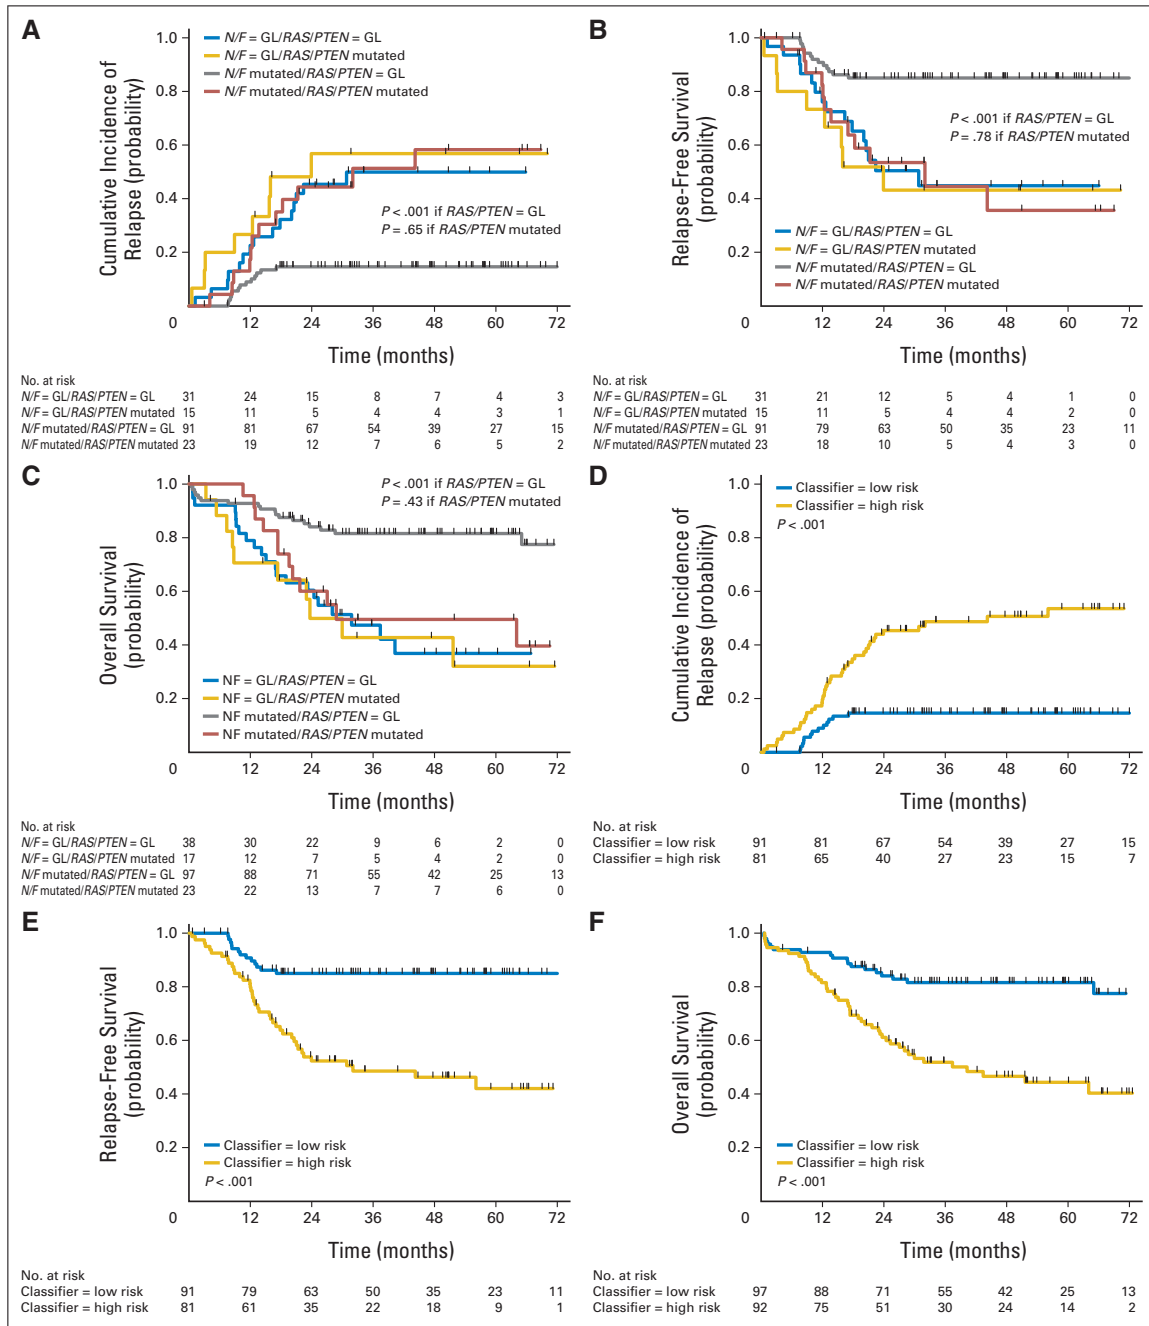 A
1.0
0.8
0.6
0.4
0.2
0
12
24
36
48
60
72
Cumulative Incidence of
Relapse (probability)
N/F = GL/RAS/PTEN = GL
N/F = GL/RAS/PTEN mutated
N/F mutated/RAS/PTEN = GL
N/F mutated/RAS/PTEN mutated
P < .001 if RAS/PTEN = GL
P = .65 if RAS/PTEN mutated
Time (months)
No. at risk
N/F = GL/RAS/PTEN = GL 31 24 15 8 7 4 3
N/F = GL/RAS/PTEN mutated 15 11 5 4 4 3 1
N/F mutated/RAS/PTEN = GL 91 81 67 54 39 27 15
N/F mutated/RAS/PTEN mutated 23 19 12 7 6 5 2
B
1.0
0.8
0.6
0.4
0.2
0
12
24
36
48
60
72
Relapse-Free Survival
(probability)
P < .001 if RAS/PTEN = GL
P = .78 if RAS/PTEN mutated
N/F = GL/RAS/PTEN = GL
N/F = GL/RAS/PTEN mutated
N/F mutated/RAS/PTEN = GL
N/F mutated/RAS/PTEN mutated
Time (months)
No. at risk
N/F = GL/RAS/PTEN = GL 31 21 12 5 4 1 0
N/F = GL/RAS/PTEN mutated 15 11 5 4 4 2 0
N/F mutated/RAS/PTEN = GL 91 79 63 50 35 23 11
N/F mutated/RAS/PTEN mutated 23 18 10 5 4 3 0
C
1.0
0.8
0.6
0.4
0.2
0
12
24
36
48
60
72
Overall Survival
(probability)
P < .001 if RAS/PTEN = GL
P = .43 if RAS/PTEN mutated
NF = GL/RAS/PTEN = GL
NF = GL/RAS/PTEN mutated
NF mutated/RAS/PTEN = GL
NF mutated/RAS/PTEN mutated
Time (months)
No. at risk
N/F = GL/RAS/PTEN = GL 38 30 22 9 6 2 0
N/F = GL/RAS/PTEN mutated 17 12 7 5 4 2 0
N/F mutated/RAS/PTEN = GL 97 88 71 55 42 25 13
N/F mutated/RAS/PTEN mutated 23 22 13 7 7 6 0
D
1.0
0.8
0.6
0.4
0.2
0
12
24
36
48
60
72
Cumulative Incidence of
Relapse (probability)
Classifier = low risk
Classifier = high risk
P < .001
Time (months)
No. at risk
Classifier = low risk 91 81 67 54 39 27 15
Classifier = high risk 81 65 40 27 23 15 7
E
1.0
0.8
0.6
0.4
0.2
0
12
24
36
48
60
72
Relapse-Free Survival
(probability)
Classifier = low risk
Classifier = high risk
P < .001
Time (months)
No. at risk
Classifier = low risk 91 79 63 50 35 23 11
Classifier = high risk 81 61 35 22 18 9 1
F
1.0
0.8
0.6
0.4
0.2
0
12
24
36
48
60
72
Overall Survival
(probability)
Classifier = low risk
Classifier = high risk
P < .001
Time (months)
No. at risk
Classifier = low risk 97 88 71 55 42 25 13
Classifier = high risk 92 75 51 30 24 14 2